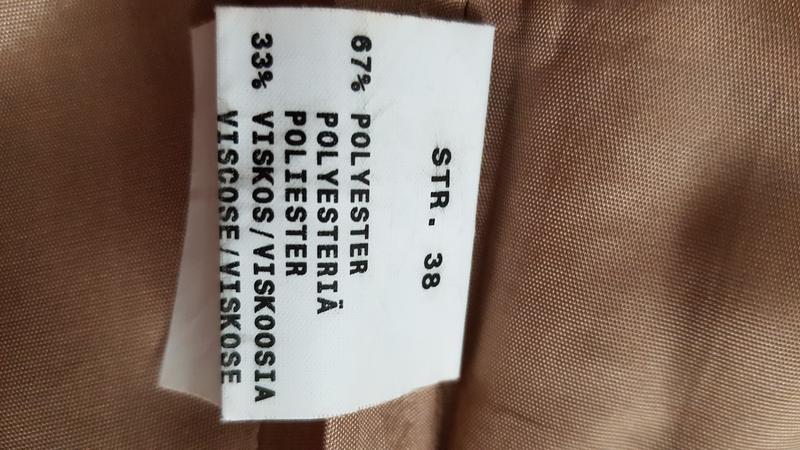 STR. 38
67% POLYESTER
POLYESTERIÄ
POLIESTER
33% VISKOS/VISKOOSIA
VISCOSE/VISKOSE